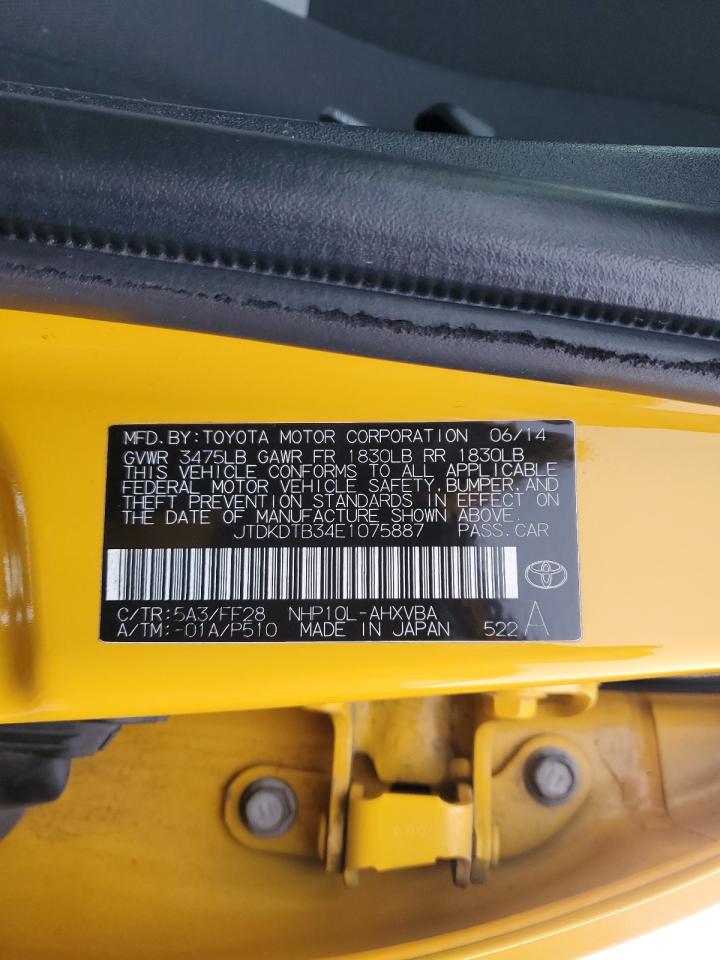 MFD. BY: TOYOTA MOTOR CORPORATION 06/14
GVWR 3475LB GAWR FR 1830LB RR 1830LB
THIS VEHICLE CONFORMS TO ALL APPLICABLE
FEDERAL MOTOR VEHICLE SAFETY, BUMPER, AND
THEFT PREVENTION STANDARDS IN EFFECT ON
THE DATE OF MANUFACTURE SHOWN ABOVE.
JTDKDTB34E1075887 PASS. CAR
C/TR: 5A3/FF28 NHP10L-AHXVBA
A/TM: -01A/P510 MADE IN JAPAN 522 A